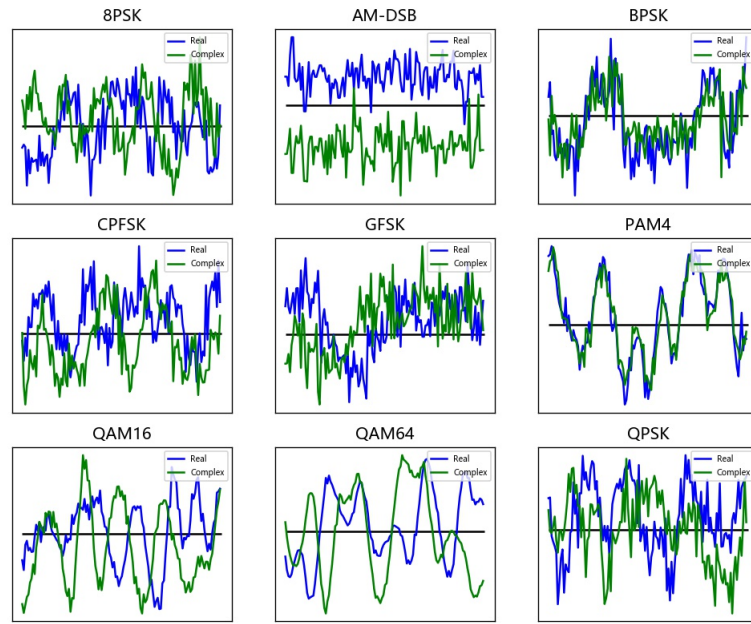 8PSK
Real
Complex
AM-DSB
Real
Complex
BPSK
Real
Complex
CPFSK
Real
Complex
GFSK
Real
Complex
PAM4
Real
Complex
QAM16
Real
Complex
QAM64
Real
Complex
QPSK
Real
Complex